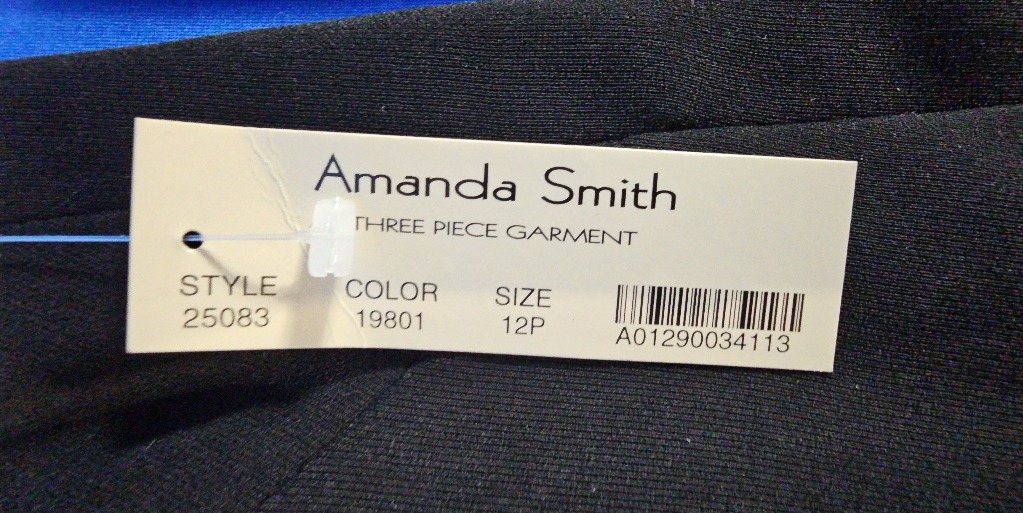 Amanda Smith
THREE PIECE GARMENT
STYLE COLOR SIZE
25083 19801 12P
A01290034113